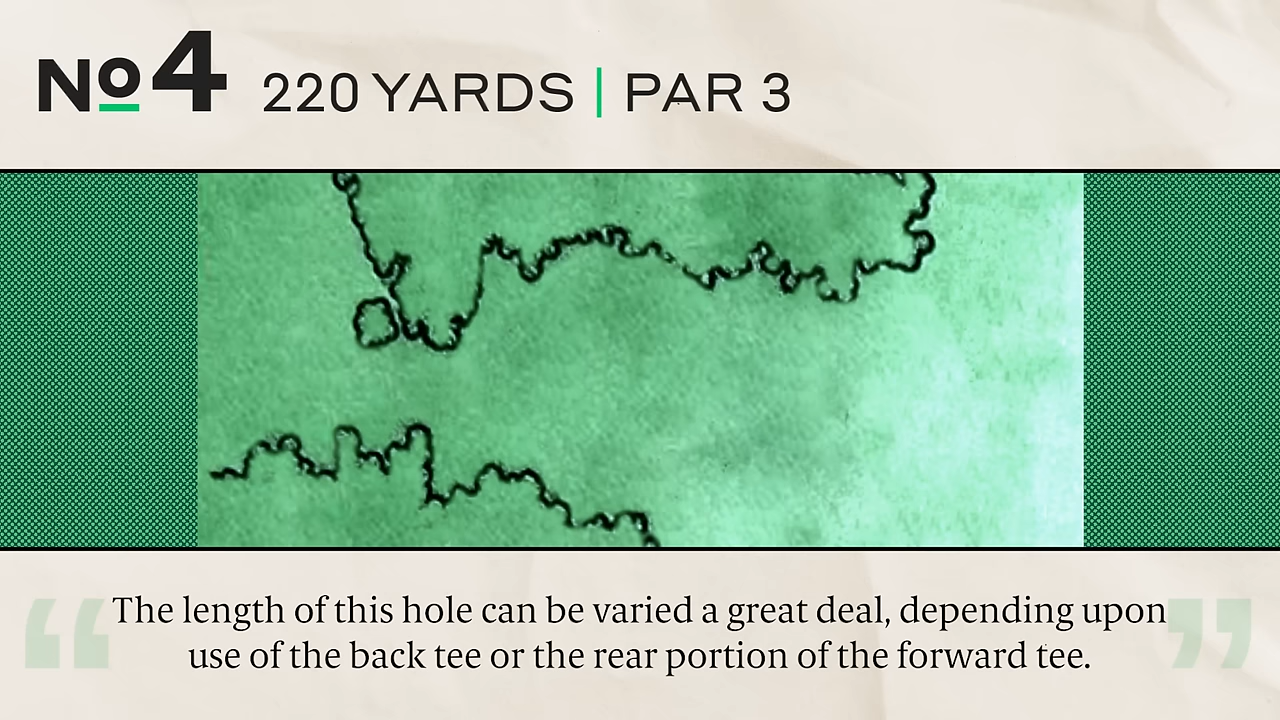 No4 220 YARDS | PAR 3
“The length of this hole can be varied a great deal, depending upon
use of the back tee or the rear portion of the forward tee.”